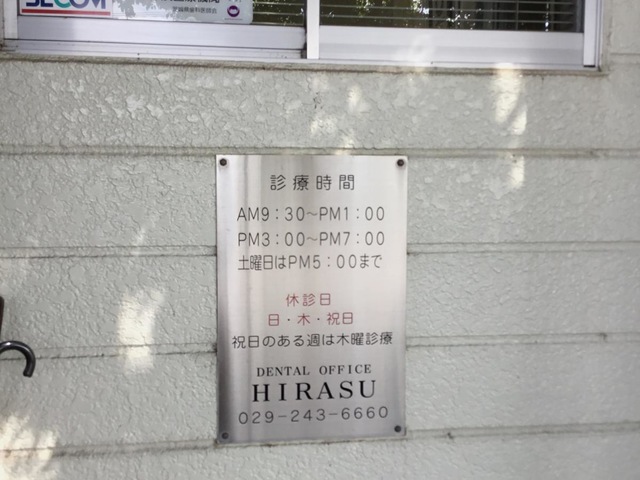 SECOM
診療時間
AM9：30～PM1：00
PM3：00～PM7：00
土曜日はPM5：00まで
休診日
日・木・祝日
祝日のある週は木曜診療
DENTAL OFFICE
HIRASU
029-243-6660